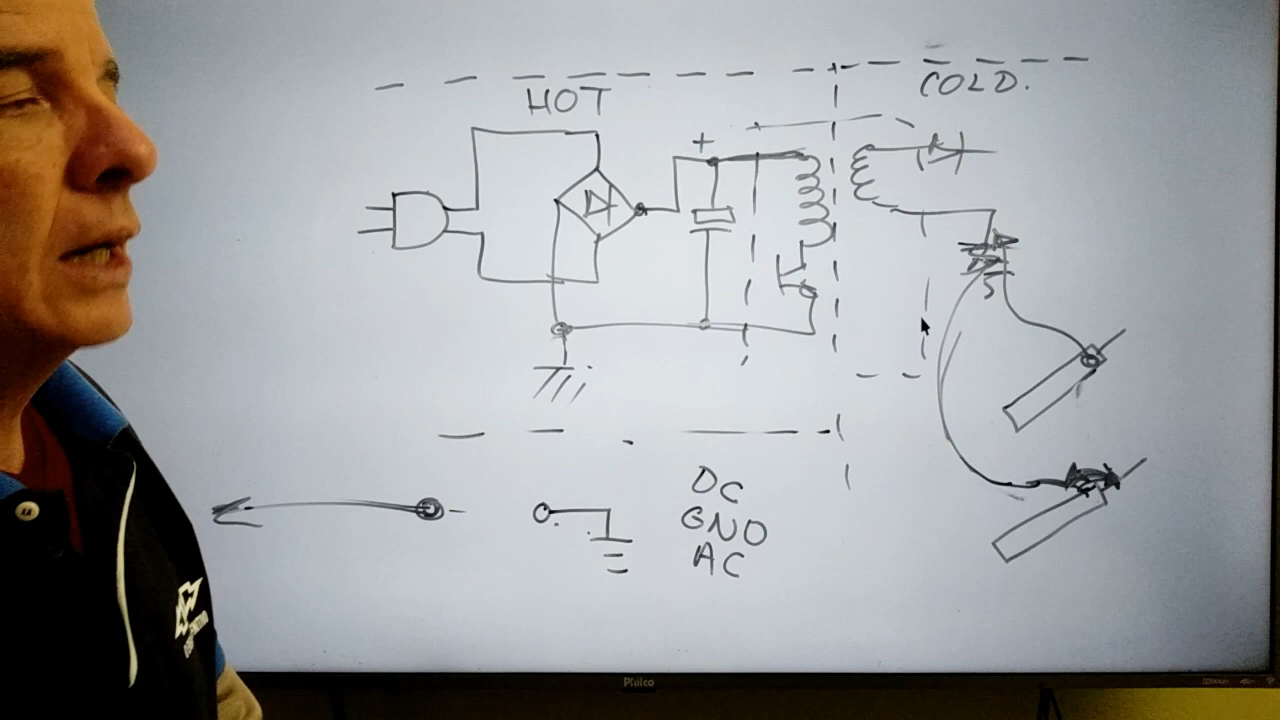 HOT
COLD.
+
DC
GND
AC
Philco